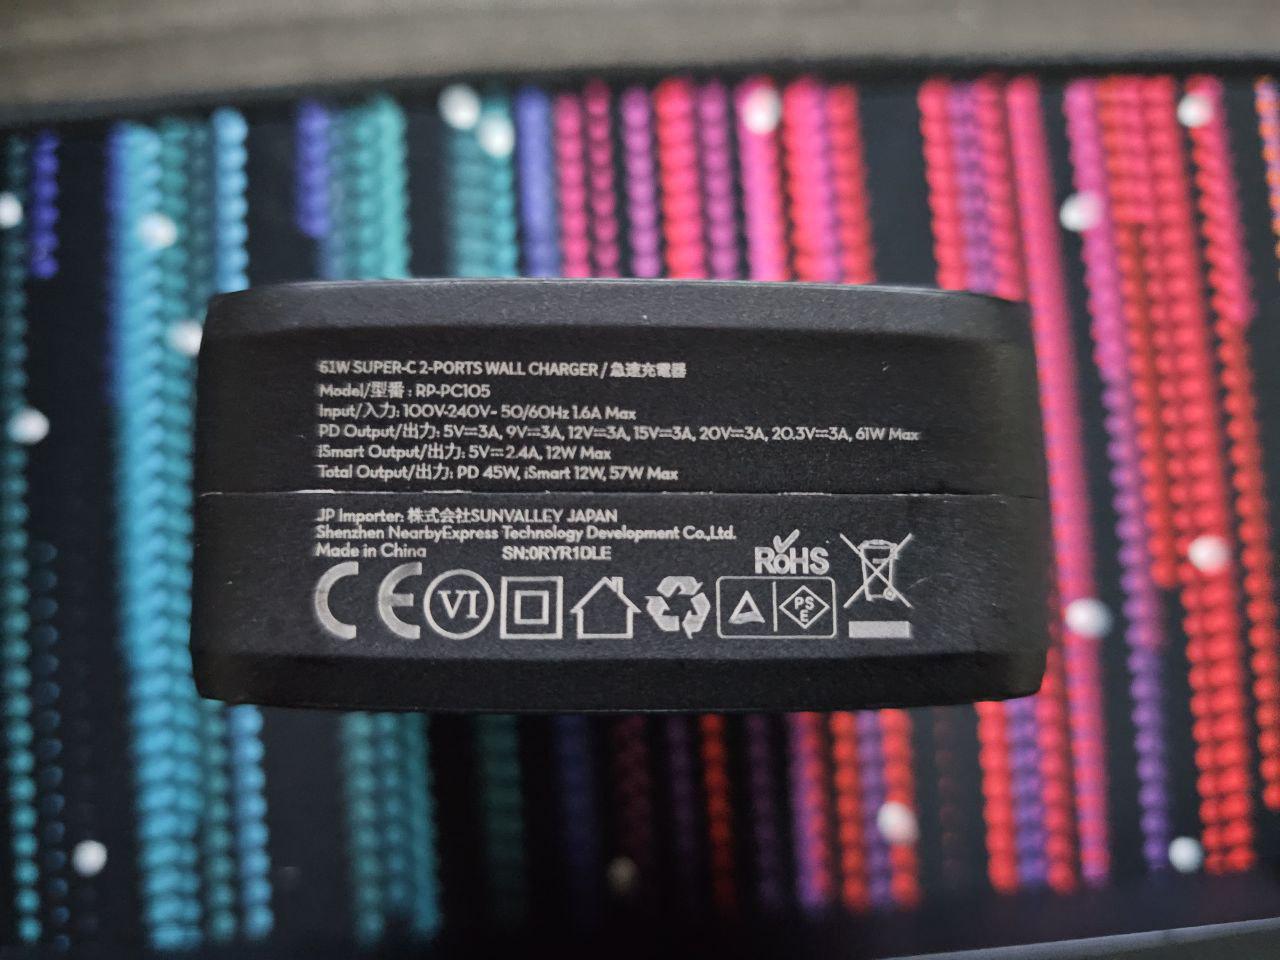 61W SUPER-C 2-PORTS WALL CHARGER / 急速充電器
Model/型番 : RP-PC105
Input/入力: 100V-240V~ 50/60Hz 1.6A Max
PD Output/出力: 5V⎓3A, 9V⎓3A, 12V⎓3A, 15V⎓3A, 20V⎓3A, 20.3V⎓3A, 61W Max
iSmart Output/出力: 5V⎓2.4A, 12W Max
Total Output/出力: PD 45W, iSmart 12W, 57W Max
JP Importer: 株式会社SUNVALLEY JAPAN
Shenzhen NearbyExpress Technology Development Co.,Ltd.
Made in China SN:0RYR1DLE
RoHS
CE VI PSE